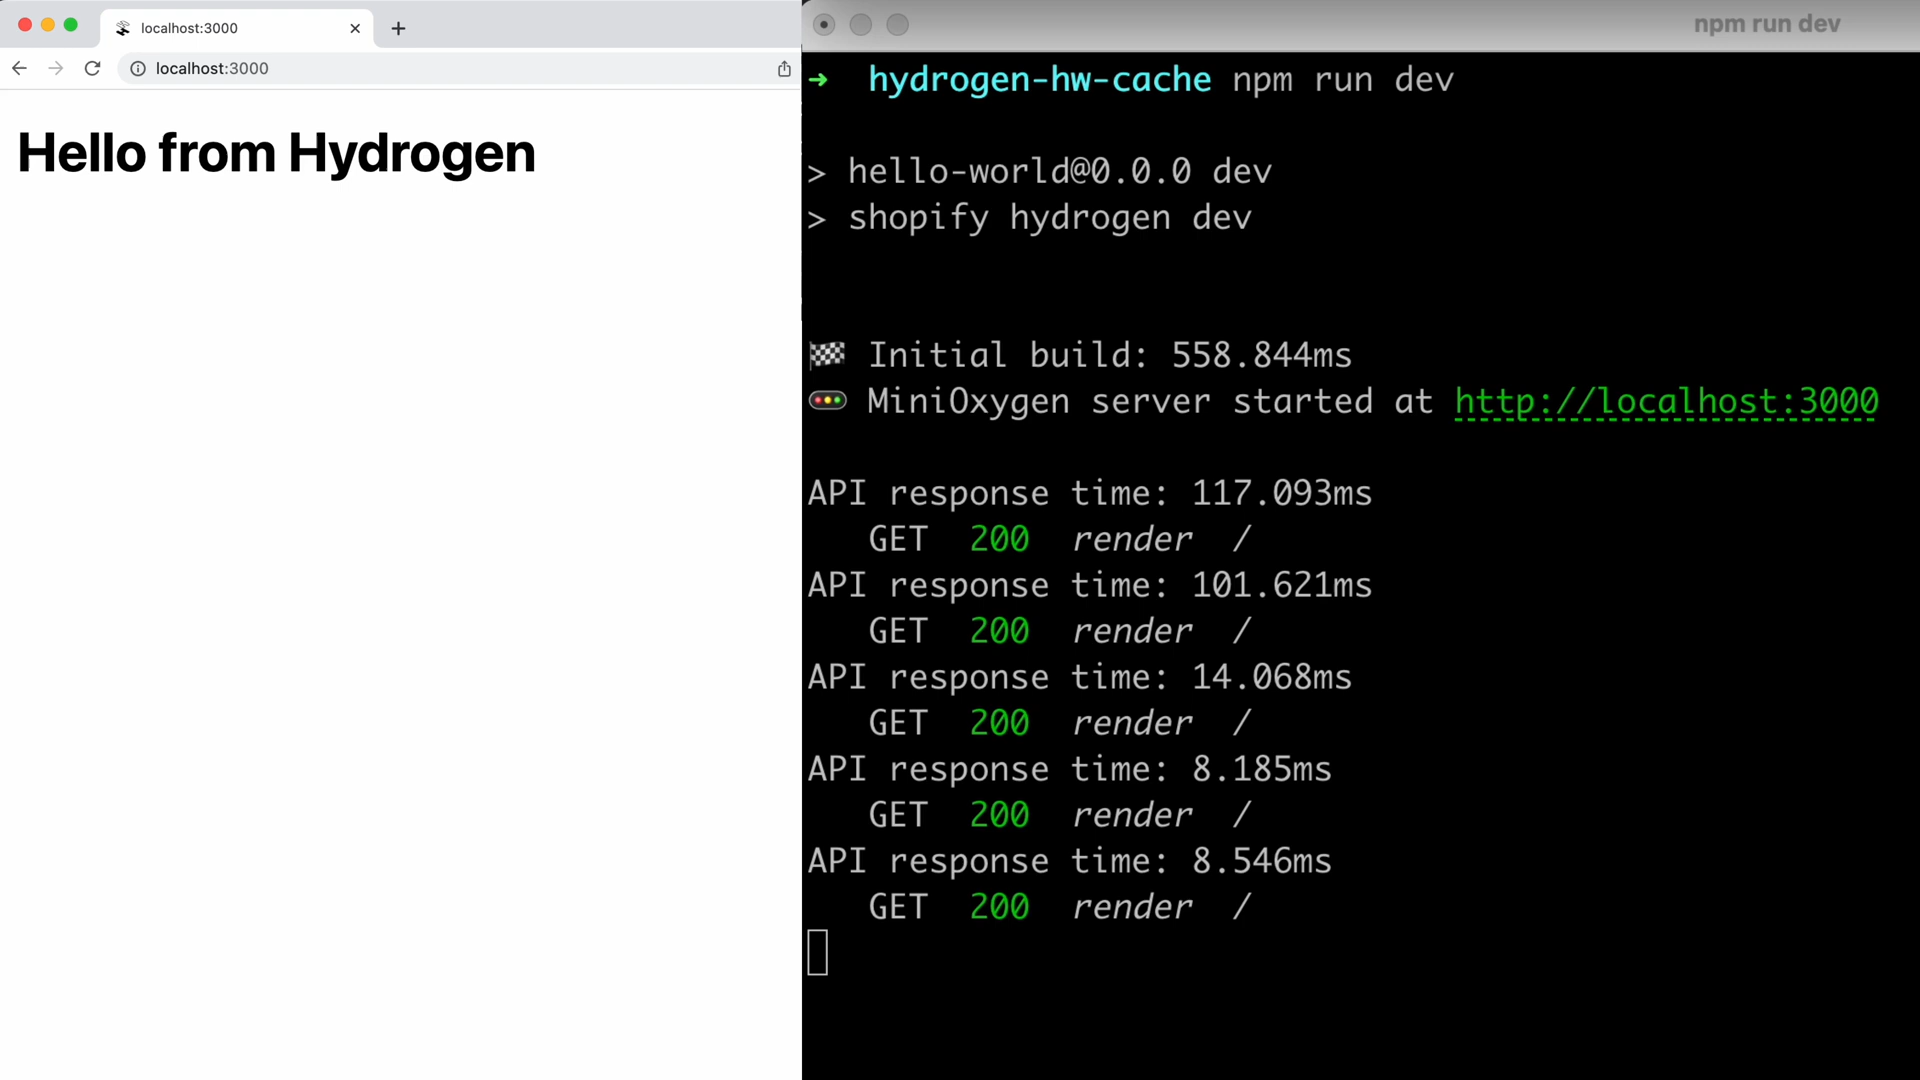 localhost:3000
localhost:3000
Hello from Hydrogen
npm run dev
➜ hydrogen-hw-cache npm run dev
> hello-world@0.0.0 dev
> shopify hydrogen dev
🏁 Initial build: 558.844ms
🚥 MiniOxygen server started at http://localhost:3000
API response time: 117.093ms
GET 200 render /
API response time: 101.621ms
GET 200 render /
API response time: 14.068ms
GET 200 render /
API response time: 8.185ms
GET 200 render /
API response time: 8.546ms
GET 200 render /